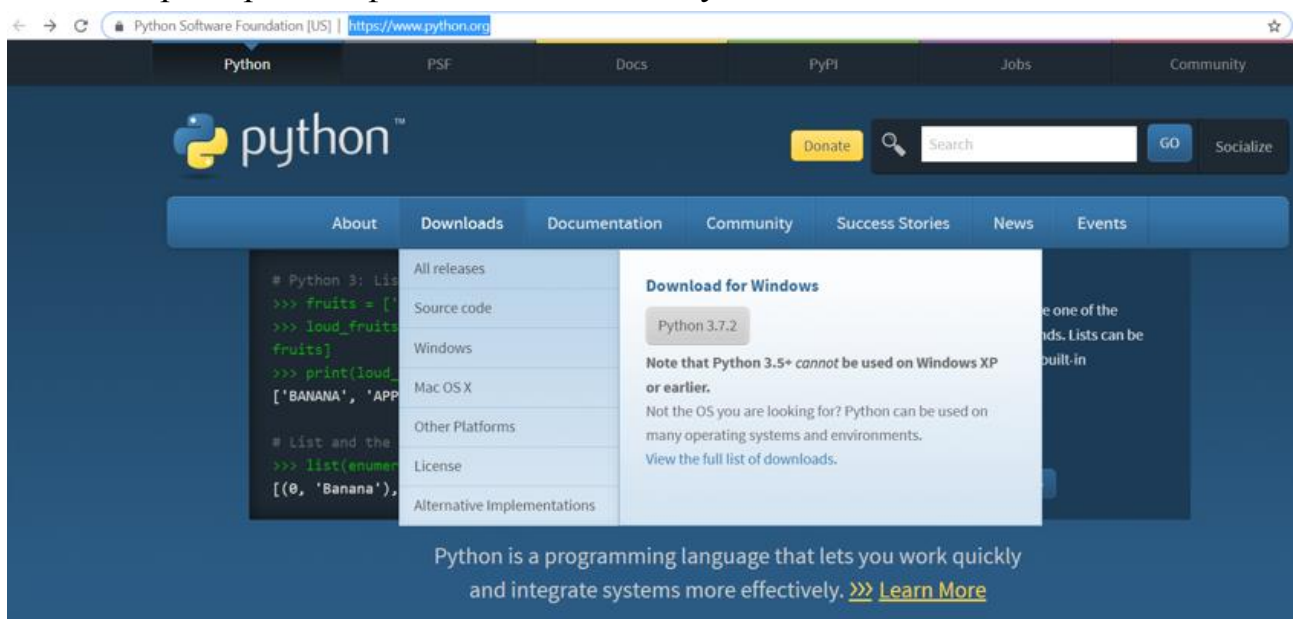 Python Software Foundation [US] | https://www.python.org
Python PSF Docs PyPI Jobs Community
python™
Donate Search GO Socialize
About Downloads Documentation Community Success Stories News Events
# Python 3: Lis
>>> fruits = ['
>>> loud_fruits
fruits]
>>> print(loud_
['BANANA', 'APP
# List and the
>>> list(enumer
[(0, 'Banana'),
All releases
Source code
Windows
Mac OS X
Other Platforms
License
Alternative Implementations
Download for Windows
Python 3.7.2
Note that Python 3.5+ cannot be used on Windows XP
or earlier.
Not the OS you are looking for? Python can be used on
many operating systems and environments.
View the full list of downloads.
one of the
Lists can be
built-in
Python is a programming language that lets you work quickly
and integrate systems more effectively. >>> Learn More